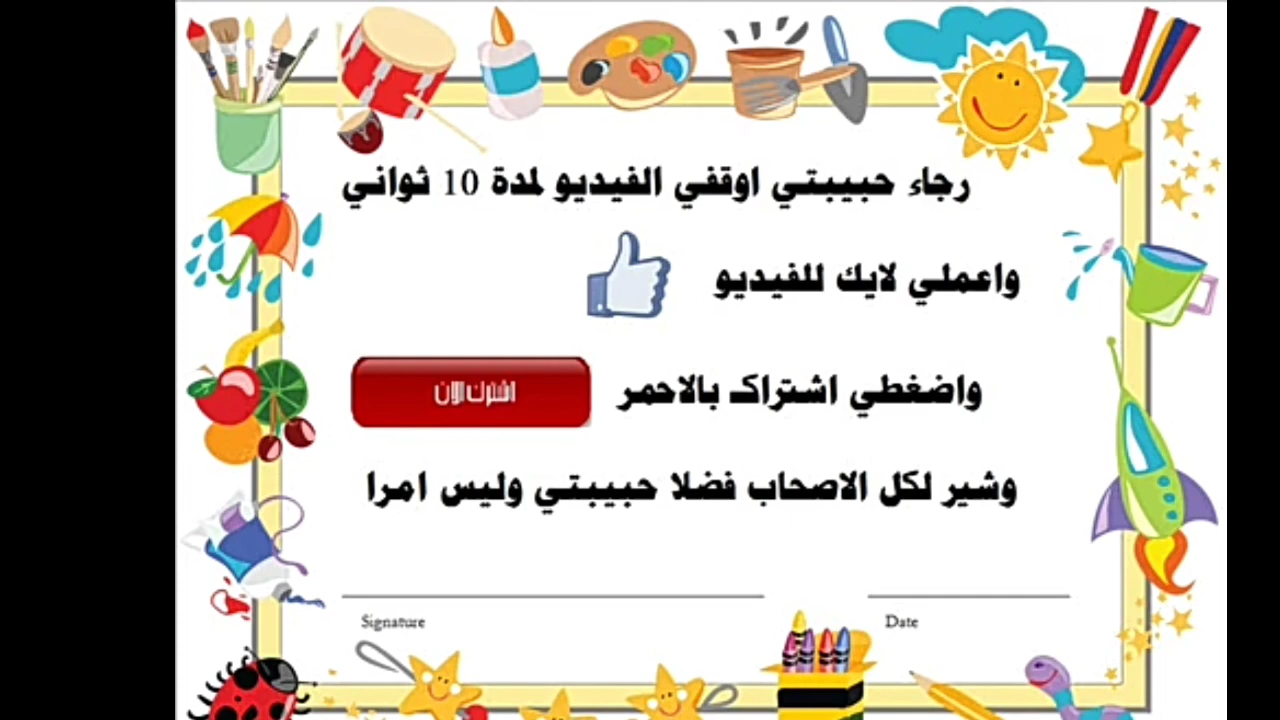 رجاء حبيبتي اوقفي الفيديو لمدة 10 ثواني
واعملي لايك للفيديو
واضغطي اشتراك بالاحمر
اشترك الان
وشير لكل الاصحاب فضلا حبيبتي وليس امرا
Signature
Date